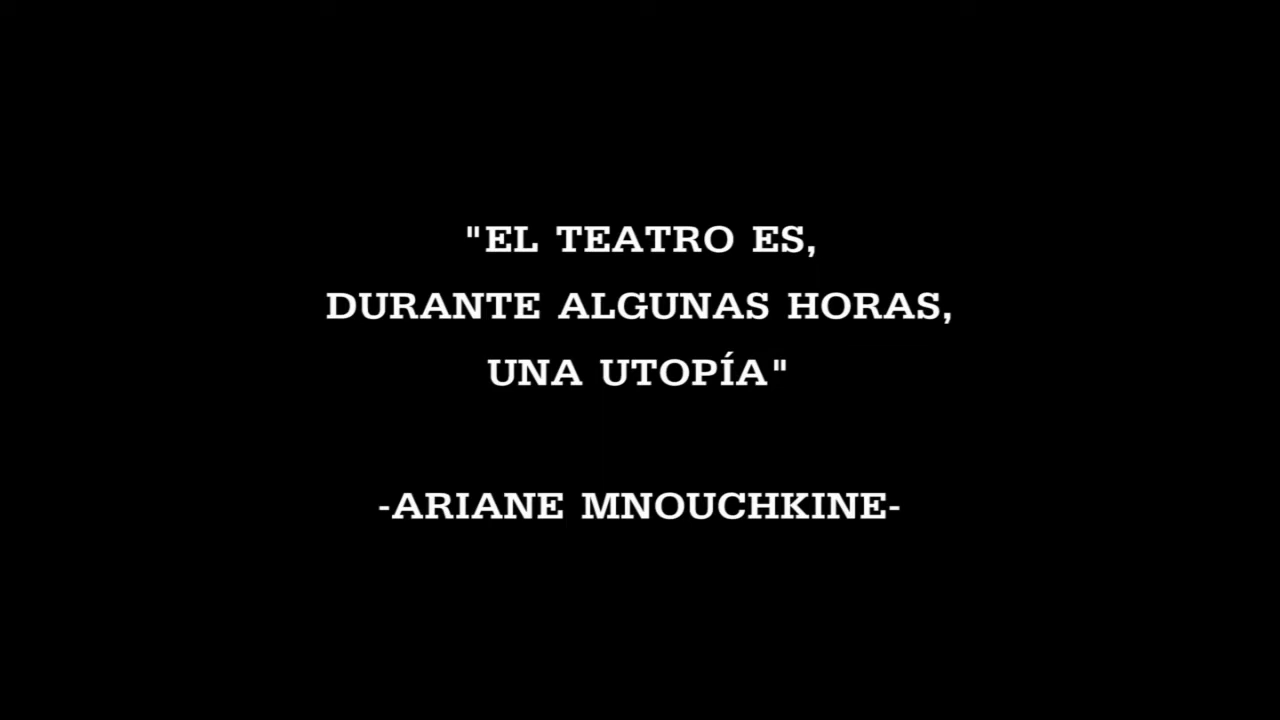 "EL TEATRO ES,
DURANTE ALGUNAS HORAS,
UNA UTOPÍA"
-ARIANE MNOUCHKINE-